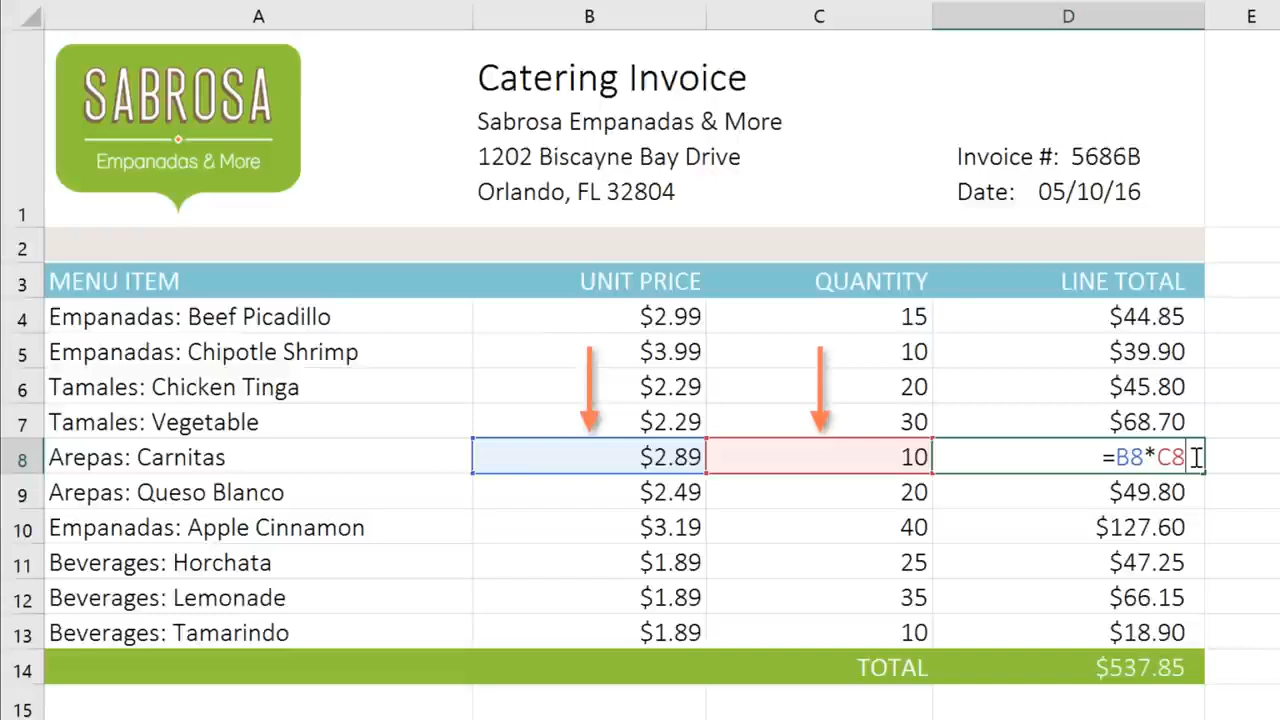 A B C D E
SABROSA
Empanadas & More
Catering Invoice
Sabrosa Empanadas & More
1202 Biscayne Bay Drive Invoice #: 5686B
Orlando, FL 32804 Date: 05/10/16
1
2
3 MENU ITEM UNIT PRICE QUANTITY LINE TOTAL
4 Empanadas: Beef Picadillo $2.99 15 $44.85
5 Empanadas: Chipotle Shrimp $3.99 10 $39.90
6 Tamales: Chicken Tinga $2.29 20 $45.80
7 Tamales: Vegetable $2.29 30 $68.70
8 Arepas: Carnitas $2.89 10 =B8*C8
9 Arepas: Queso Blanco $2.49 20 $49.80
10 Empanadas: Apple Cinnamon $3.19 40 $127.60
11 Beverages: Horchata $1.89 25 $47.25
12 Beverages: Lemonade $1.89 35 $66.15
13 Beverages: Tamarindo $1.89 10 $18.90
14 TOTAL $537.85
15